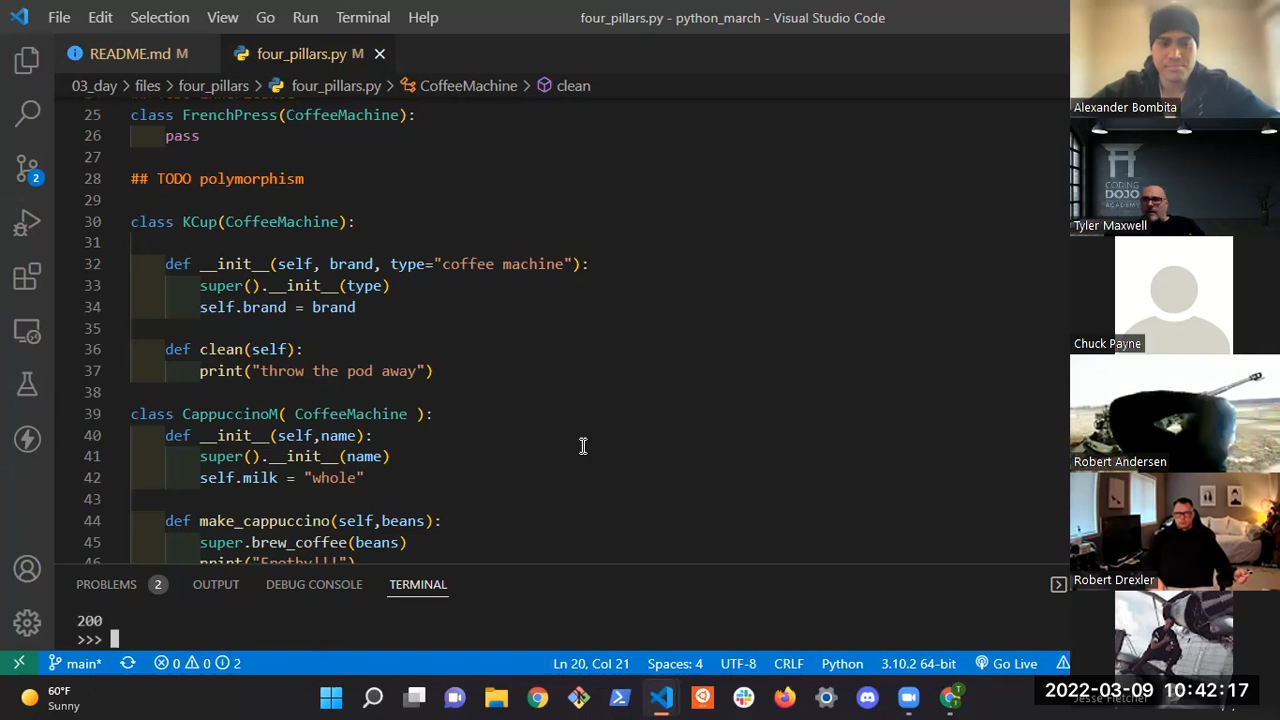 File Edit Selection View Go Run Terminal Help four_pillars.py - python_march - Visual Studio Code
README.md M four_pillars.py M
03_day > files > four_pillars > four_pillars.py > CoffeeMachine > clean
25 class FrenchPress(CoffeeMachine):
26 pass
27
28 ## TODO polymorphism
29
30 class KCup(CoffeeMachine):
31
32 def __init__(self, brand, type="coffee machine"):
33 super().__init__(type)
34 self.brand = brand
35
36 def clean(self):
37 print("throw the pod away")
38
39 class CappuccinoM( CoffeeMachine ):
40 def __init__(self,name):
41 super().__init__(name)
42 self.milk = "whole"
43
44 def make_cappuccino(self,beans):
45 super.brew_coffee(beans)
46 print("Frothy!!!")
PROBLEMS 2 OUTPUT DEBUG CONSOLE TERMINAL
200
>>>
main* 0 0 2 Ln 20, Col 21 Spaces: 4 UTF-8 CRLF Python 3.10.2 64-bit Go Live
2
60°F
Sunny
Alexander Bombita
CODING
DOJO
ACADEMY
Tyler Maxwell
Chuck Payne
Robert Andersen
Robert Drexler
Jesse Fletcher
2022-03-09 10:42:17